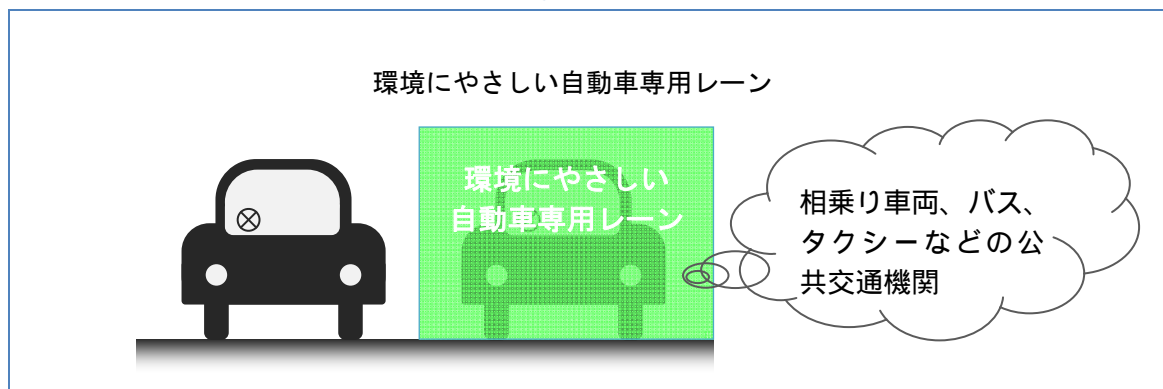 環境にやさしい自動車専用レーン
環境にやさしい
自動車専用レーン
相乗り車両、バス、
タクシーなどの公
共交通機関